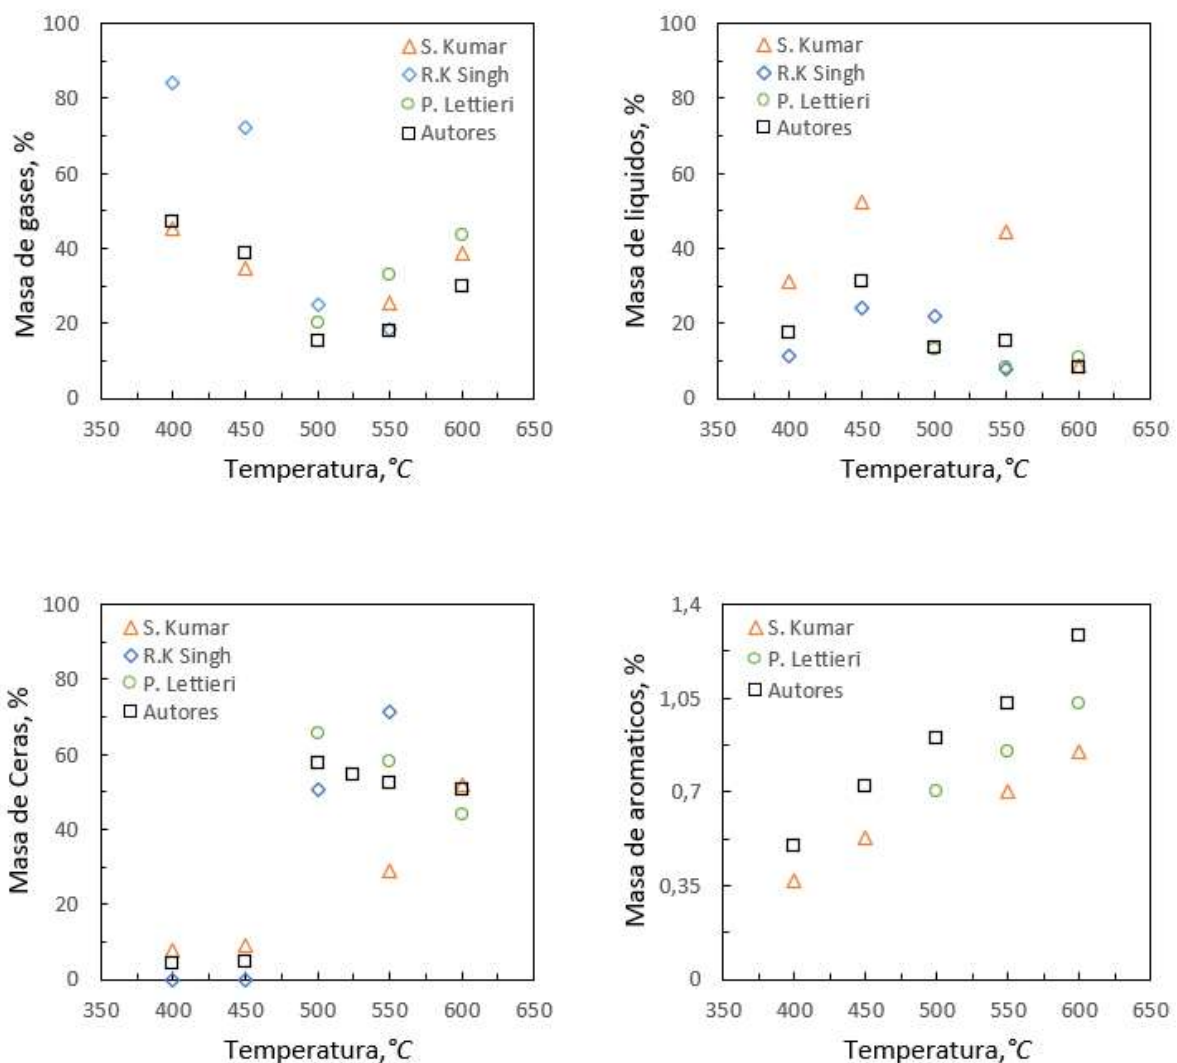 Masa de gases, %
100
80
60
40
20
0
S. Kumar
R.K Singh
P. Lettieri
Autores
350 400 450 500 550 600 650
Temperatura, °C
Masa de liquidos, %
100
80
60
40
20
0
S. Kumar
R.K Singh
P. Lettieri
Autores
350 400 450 500 550 600 650
Temperatura, °C
Masa de Ceras, %
100
80
60
40
20
0
S. Kumar
R.K Singh
P. Lettieri
Autores
350 400 450 500 550 600 650
Temperatura, °C
Masa de aromaticos, %
1,4
1,05
0,7
0,35
0
S. Kumar
P. Lettieri
Autores
350 400 450 500 550 600 650
Temperatura, °C